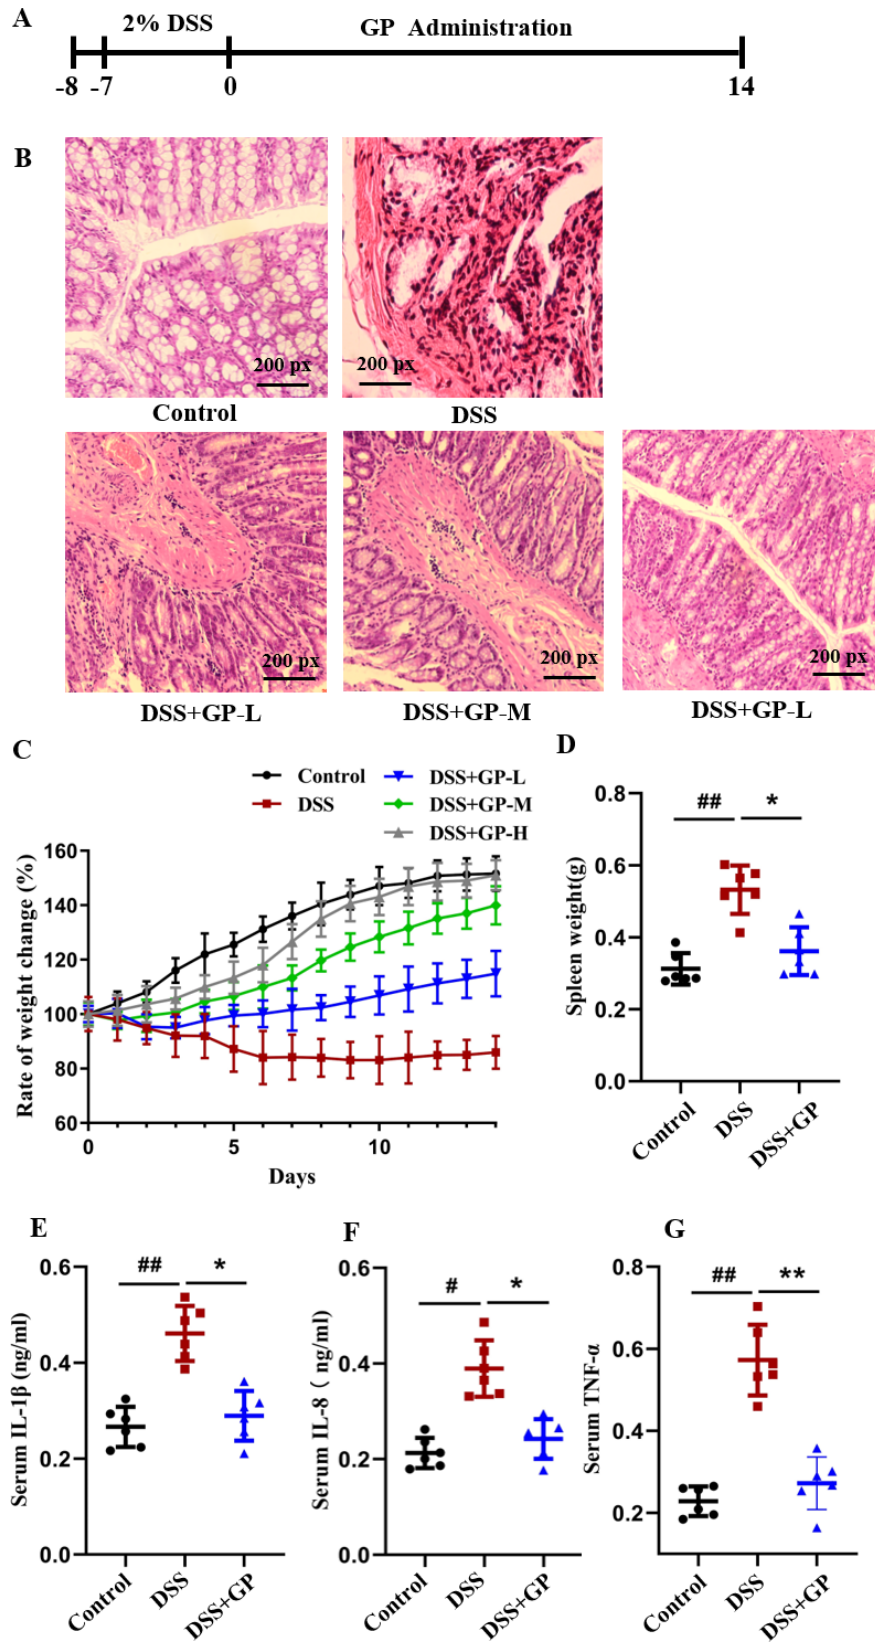 A
2% DSS
GP Administration
-8 -7 0 14
B
200 px
200 px
Control
DSS
200 px
200 px
200 px
DSS+GP-L
DSS+GP-M
DSS+GP-L
C
Control
DSS
DSS+GP-L
DSS+GP-M
DSS+GP-H
Rate of weight change (%)
160
140
120
100
80
60
0 5 10
Days
D
## *
Spleen weight(g)
0.8
0.6
0.4
0.2
0.0
Control
DSS
DSS+GP
E
## *
Serum IL-1β (ng/ml)
0.6
0.4
0.2
0.0
Control
DSS
DSS+GP
F
# *
Serum IL-8 ( ng/ml)
0.6
0.4
0.2
0.0
Control
DSS
DSS+GP
G
## **
Serum TNF-α
0.8
0.6
0.4
0.2
Control
DSS
DSS+GP